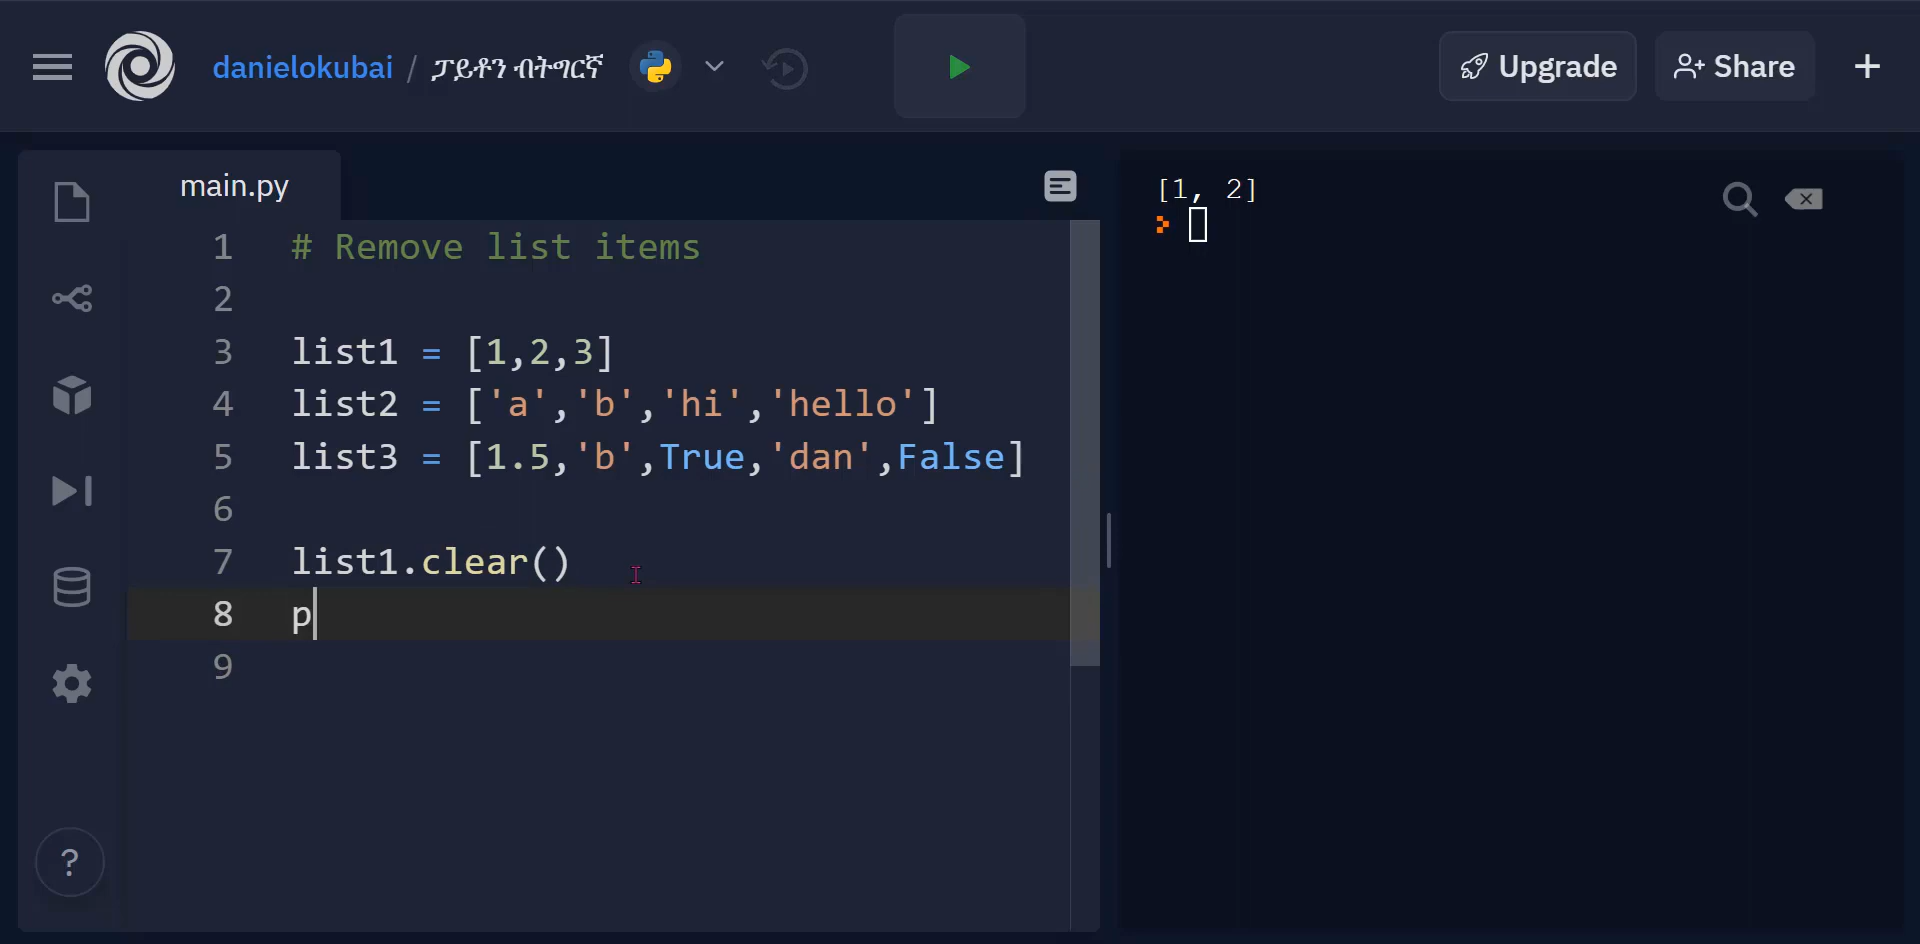 danielokubai / ፓይቶን ብትግርኛ
Upgrade
Share
main.py
1 # Remove list items
2
3 list1 = [1,2,3]
4 list2 = ['a','b','hi','hello']
5 list3 = [1.5,'b',True,'dan',False]
6
7 list1.clear()
8 p
9
?
[1, 2]